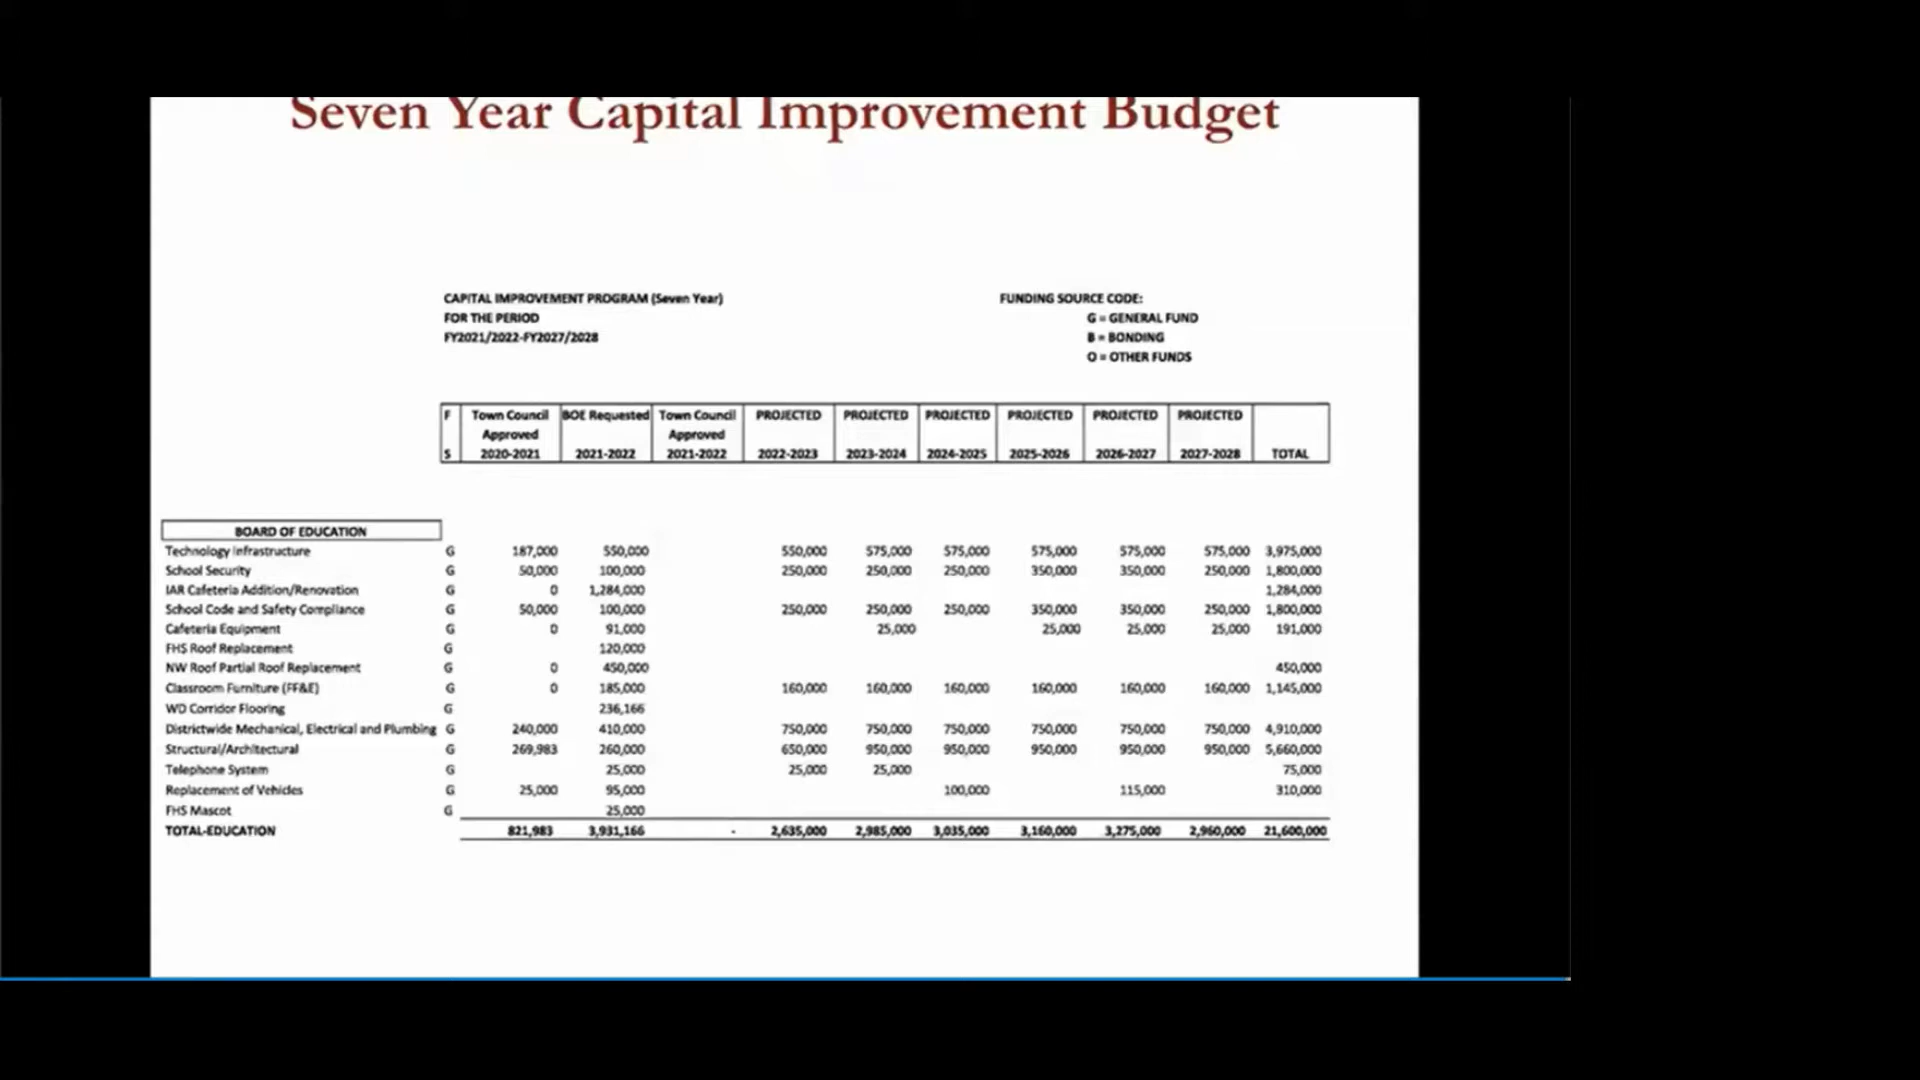 Seven Year Capital Improvement Budget
CAPITAL IMPROVEMENT PROGRAM (Seven Year)
FOR THE PERIOD
FY2021/2022-FY2027/2028
FUNDING SOURCE CODE:
G = GENERAL FUND
B = BONDING
O = OTHER FUNDS
F Town Council BOE Requested Town Council PROJECTED PROJECTED PROJECTED PROJECTED PROJECTED PROJECTED
Approved Approved
S 2020-2021 2021-2022 2021-2022 2022-2023 2023-2024 2024-2025 2025-2026 2026-2027 2027-2028 TOTAL
BOARD OF EDUCATION
Technology Infrastructure G 187,000 550,000 550,000 575,000 575,000 575,000 575,000 575,000 3,975,000
School Security G 50,000 100,000 250,000 250,000 250,000 350,000 350,000 250,000 1,800,000
IAR Cafeteria Addition/Renovation G 0 1,284,000 1,284,000
School Code and Safety Compliance G 50,000 100,000 250,000 250,000 250,000 350,000 350,000 250,000 1,800,000
Cafeteria Equipment G 0 91,000 25,000 25,000 25,000 25,000 191,000
FHS Roof Replacement G 120,000
NW Roof Partial Roof Replacement G 0 450,000 450,000
Classroom Furniture (FF&E) G 0 185,000 160,000 160,000 160,000 160,000 160,000 160,000 1,145,000
WD Corridor Flooring G 236,166
Districtwide Mechanical, Electrical and Plumbing G 240,000 410,000 750,000 750,000 750,000 750,000 750,000 750,000 4,910,000
Structural/Architectural G 269,983 260,000 650,000 950,000 950,000 950,000 950,000 950,000 5,660,000
Telephone System G 25,000 25,000 25,000 75,000
Replacement of Vehicles G 25,000 95,000 100,000 115,000 310,000
FHS Mascot G 25,000
TOTAL-EDUCATION 821,983 3,931,166 - 2,635,000 2,985,000 3,035,000 3,160,000 3,275,000 2,960,000 21,600,000